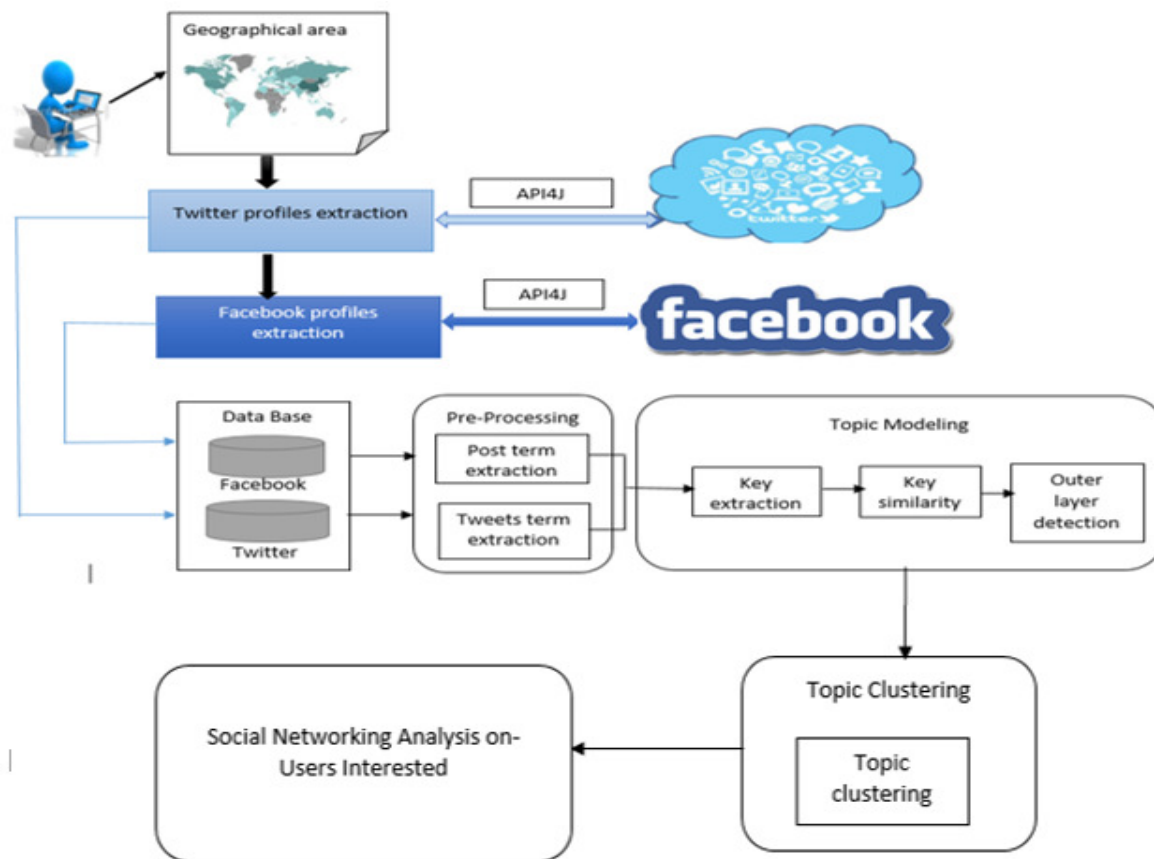 Geographical area
API4J
Twitter profiles extraction
twitter
API4J
Facebook profiles
extraction
facebook
Data Base
Facebook
Twitter
Pre-Processing
Post term
extraction
Tweets term
extraction
Topic Modeling
Key
extraction
Key
similarity
Outer
layer
detection
Topic Clustering
Topic
clustering
Social Networking Analysis on-
Users Interested